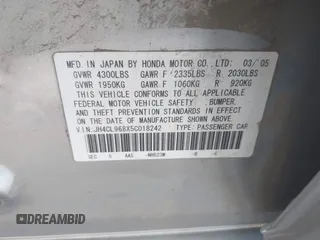 MFD. IN JAPAN BY HONDA MOTOR CO., LTD. 03/05
GVWR 4300LBS GAWR F 2335LBS R 2030LBS
GVWR 1950KG GAWR F 1060KG R 920KG
THIS VEHICLE CONFORMS TO ALL APPLICABLE
FEDERAL MOTOR VEHICLE SAFETY, BUMPER,
AND THEFT PREVENTION STANDARDS IN
EFFECT ON THE DATE OF MANUFACTURE
SHOWN ABOVE.
V.I.N: JH4CL968X5C018242 TYPE: PASSENGER CAR
DREAMBID